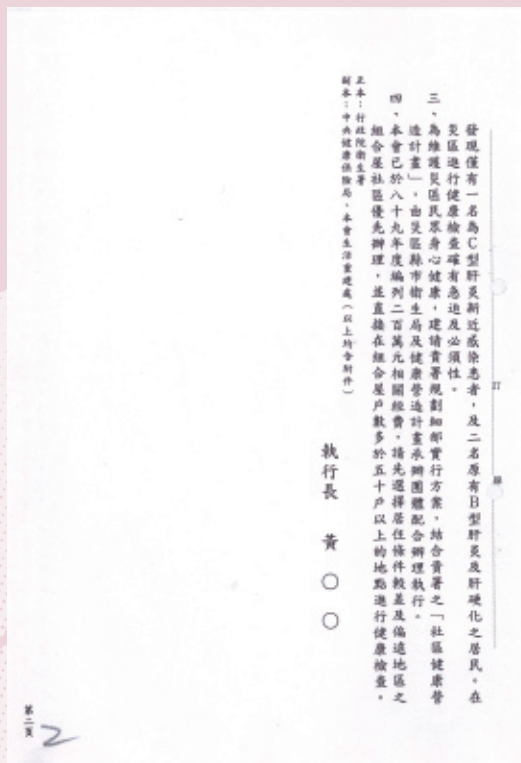 發現僅有一名為C型肝炎新近感染患者，及二名原有B型肝炎及肝硬化之居民。在
災區進行健康檢查確有急迫及必須性。
三、為維護災區民眾身心健康，建請貴署規劃細部實行方案，結合貴署之「社區健康營
造計畫」，由災區縣市衛生局及健康營造計畫承辦團體配合辦理執行。
四、本會已於八十九年度編列二百萬元相關經費，請先選擇居住條件較差及偏遠地區之
組合屋社區優先辦理，並直接在組合屋戶數多於五十戶以上的地點進行健康檢查。
正本：行政院衛生署
副本：中央健康保險局、本會生活重建處（以上均含附件）
執行長 黃○○
訂
線
第二頁
2